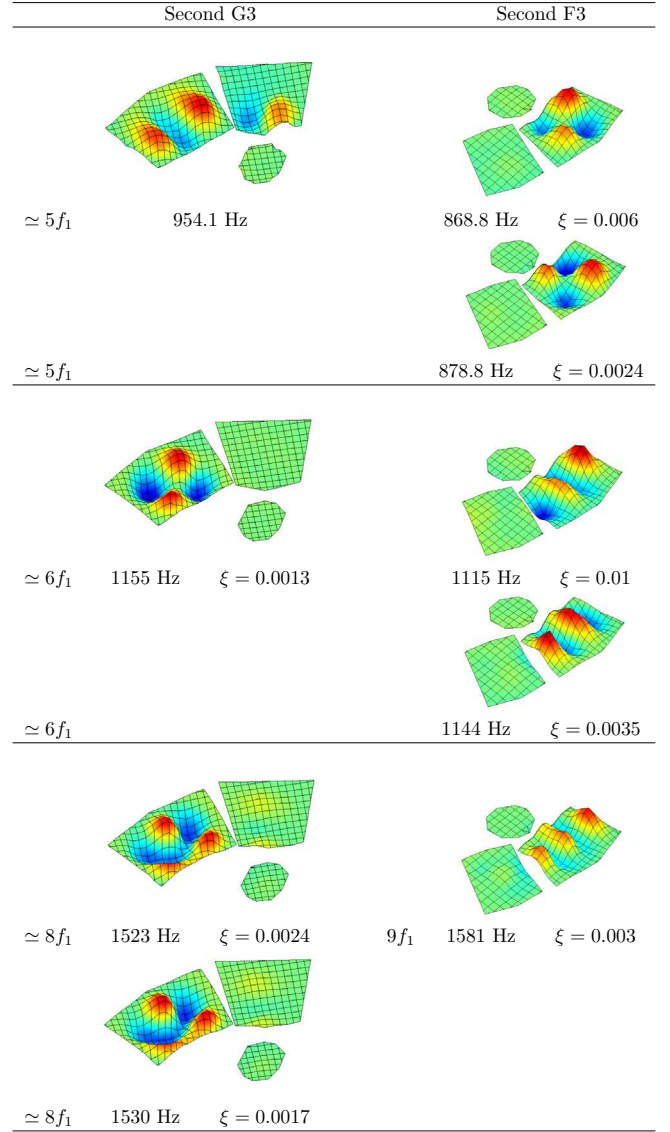 Second G3 Second F3
≃ 5f₁ 954.1 Hz 868.8 Hz ξ = 0.006
≃ 5f₁ 878.8 Hz ξ = 0.0024
≃ 6f₁ 1155 Hz ξ = 0.0013 1115 Hz ξ = 0.01
≃ 6f₁ 1144 Hz ξ = 0.0035
≃ 8f₁ 1523 Hz ξ = 0.0024 9f₁ 1581 Hz ξ = 0.003
≃ 8f₁ 1530 Hz ξ = 0.0017